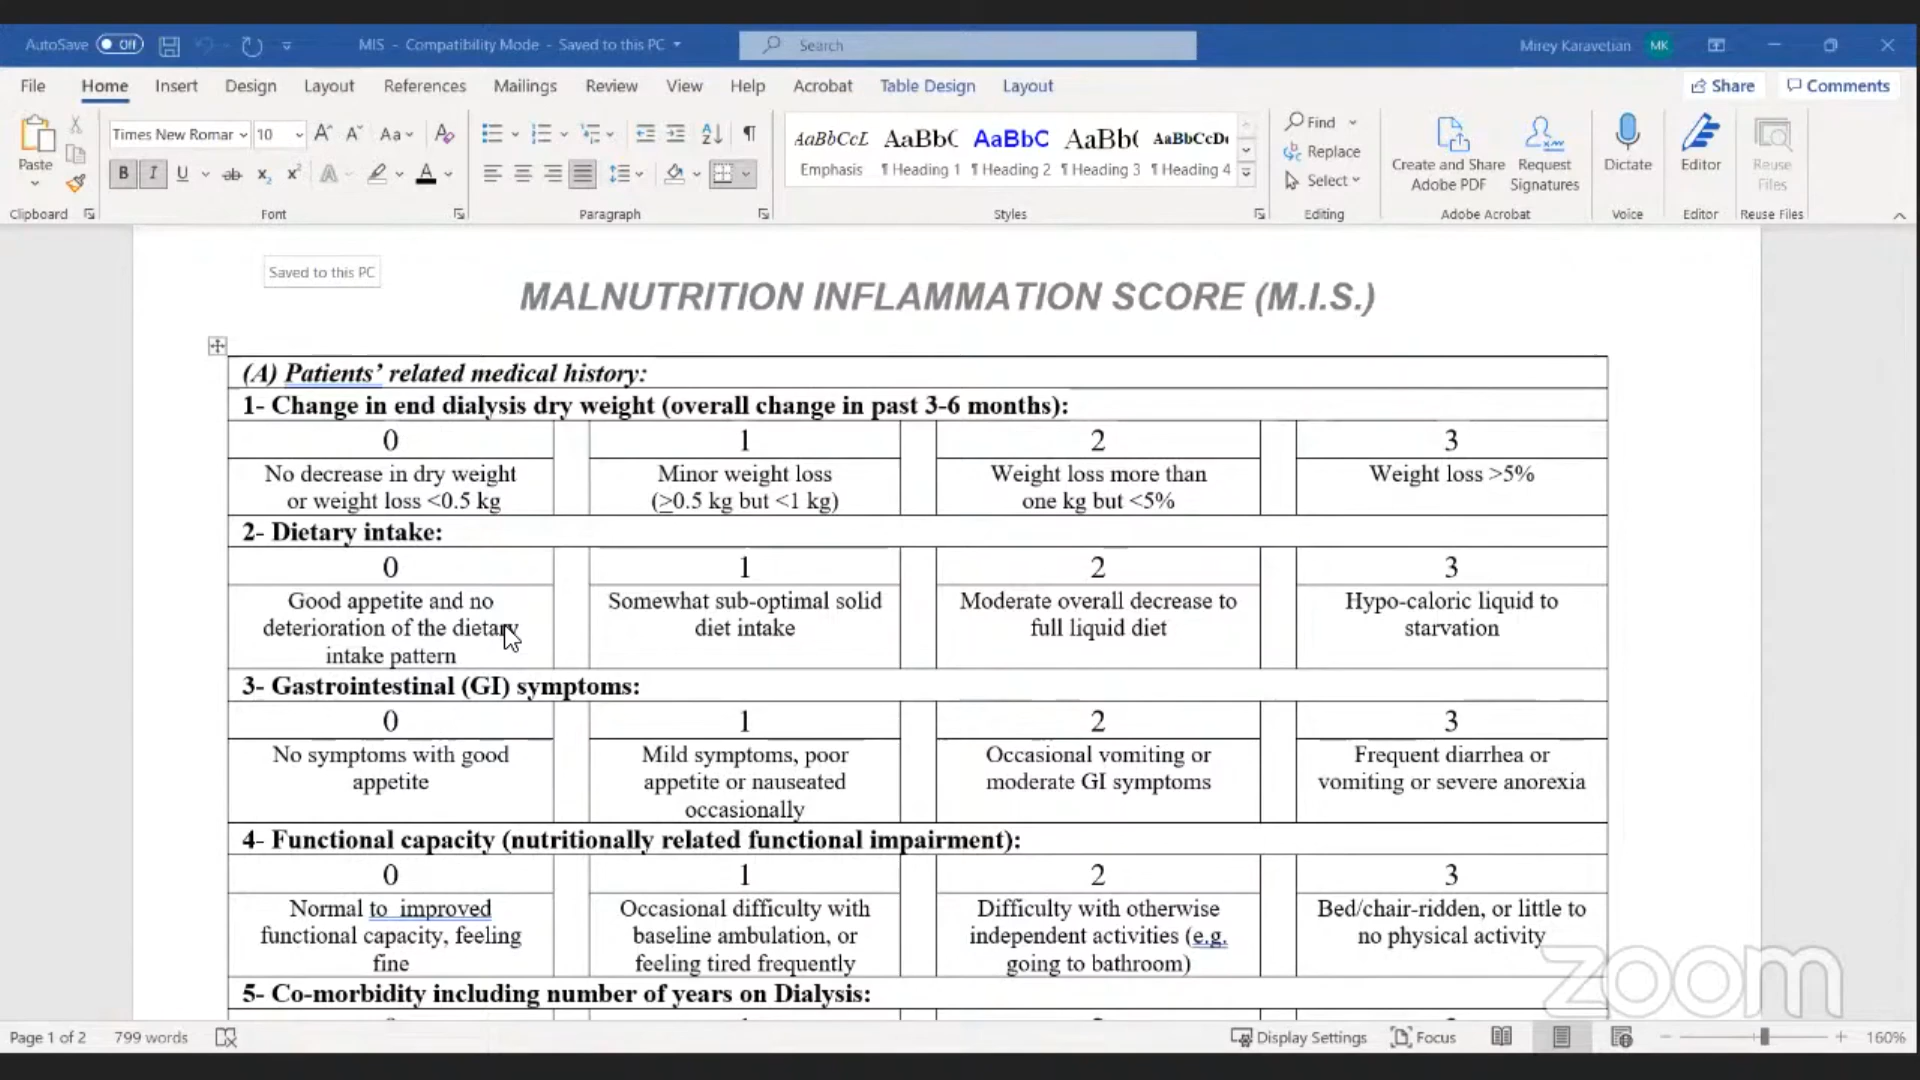 AutoSave Off MIS - Compatibility Mode - Saved to this PC Search Mirey Karavetian MK
File Home Insert Design Layout References Mailings Review View Help Acrobat Table Design Layout Share Comments
Times New Romar 10 Aa
Paste
B I U ab x₂ x² A A
AaBbCcL AaBbC AaBbC AaBb( AaBbCcDı
Emphasis ¶ Heading 1 ¶ Heading 2 ¶ Heading 3 ¶ Heading 4
Find
Replace
Select
Create and Share
Adobe PDF
Request
Signatures
Dictate
Editor
Reuse
Files
Clipboard Font Paragraph Styles Editing Adobe Acrobat Voice Editor Reuse Files
Saved to this PC
MALNUTRITION INFLAMMATION SCORE (M.I.S.)
(A) Patients’ related medical history:
1- Change in end dialysis dry weight (overall change in past 3-6 months):
0 1 2 3
No decrease in dry weight
or weight loss <0.5 kg
Minor weight loss
(≥0.5 kg but <1 kg)
Weight loss more than
one kg but <5%
Weight loss >5%
2- Dietary intake:
0 1 2 3
Good appetite and no
deterioration of the dietary
intake pattern
Somewhat sub-optimal solid
diet intake
Moderate overall decrease to
full liquid diet
Hypo-caloric liquid to
starvation
3- Gastrointestinal (GI) symptoms:
0 1 2 3
No symptoms with good
appetite
Mild symptoms, poor
appetite or nauseated
occasionally
Occasional vomiting or
moderate GI symptoms
Frequent diarrhea or
vomiting or severe anorexia
4- Functional capacity (nutritionally related functional impairment):
0 1 2 3
Normal to improved
functional capacity, feeling
fine
Occasional difficulty with
baseline ambulation, or
feeling tired frequently
Difficulty with otherwise
independent activities (e.g.
going to bathroom)
Bed/chair-ridden, or little to
no physical activity
5- Co-morbidity including number of years on Dialysis:
zoom
Page 1 of 2 799 words Display Settings Focus 160%